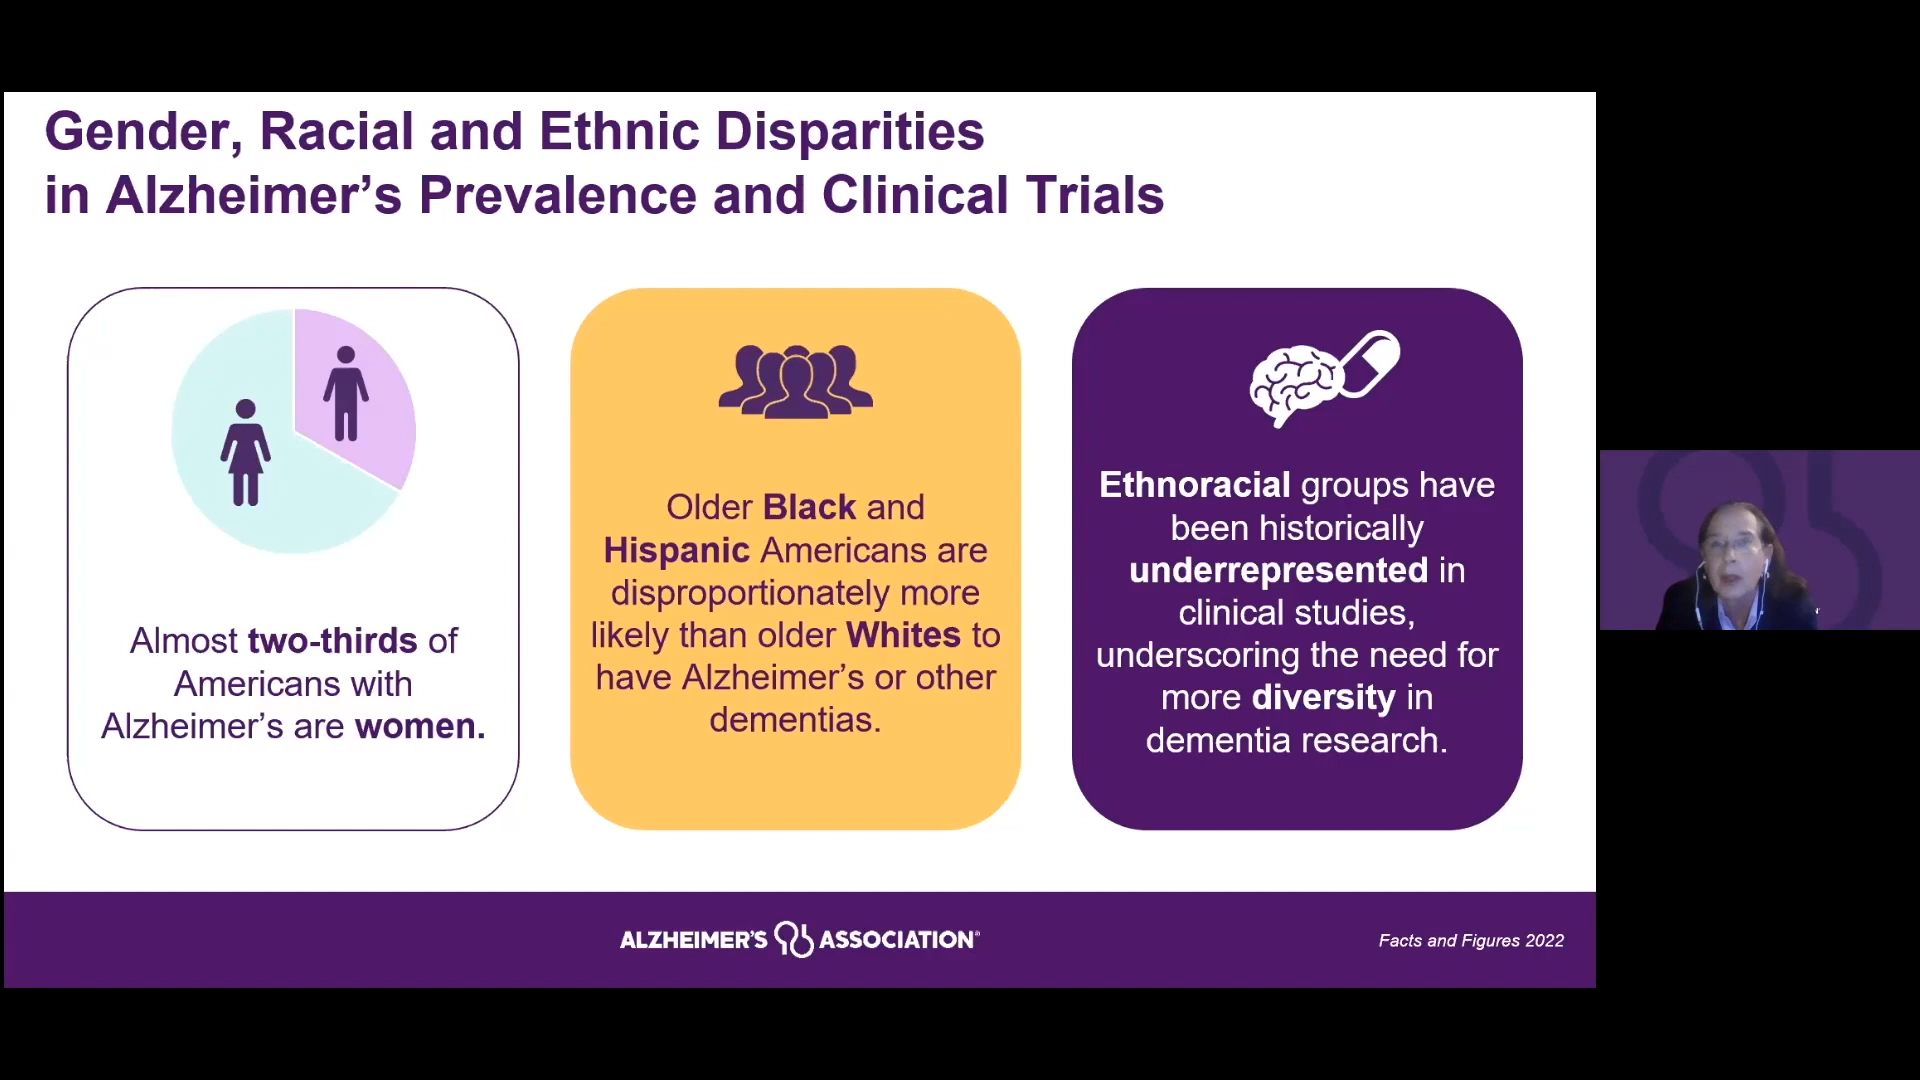 Gender, Racial and Ethnic Disparities
in Alzheimer’s Prevalence and Clinical Trials
Almost two-thirds of
Americans with
Alzheimer’s are women.
Older Black and
Hispanic Americans are
disproportionately more
likely than older Whites to
have Alzheimer’s or other
dementias.
Ethnoracial groups have
been historically
underrepresented in
clinical studies,
underscoring the need for
more diversity in
dementia research.
ALZHEIMER’S ASSOCIATION®
Facts and Figures 2022